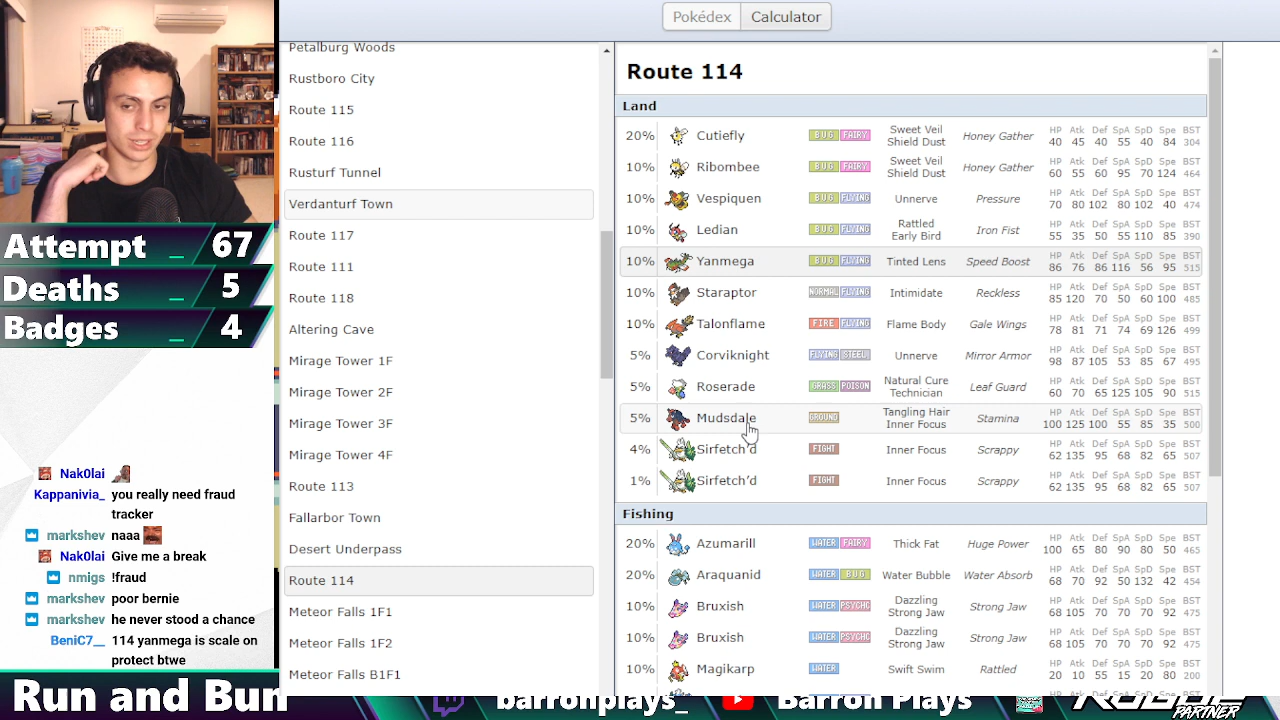 Pokédex Calculator
Petalburg Woods
Rustboro City
Route 115
Route 116
Rusturf Tunnel
Verdanturf Town
Route 117
Route 111
Route 118
Altering Cave
Mirage Tower 1F
Mirage Tower 2F
Mirage Tower 3F
Mirage Tower 4F
Route 113
Fallarbor Town
Desert Underpass
Route 114
Meteor Falls 1F1
Meteor Falls 1F2
Meteor Falls B1F1
Route 114
Land
20% Cutiefly BUG FAIRY Sweet Veil Shield Dust Honey Gather HP 40 Atk 45 Def 40 SpA 55 SpD 40 Spe 84 BST 304
10% Ribombee BUG FAIRY Sweet Veil Shield Dust Honey Gather HP 60 Atk 55 Def 60 SpA 95 SpD 70 Spe 124 BST 464
10% Vespiquen BUG FLYING Unnerve Pressure HP 70 Atk 80 Def 102 SpA 80 SpD 102 Spe 40 BST 474
10% Ledian BUG FLYING Rattled Early Bird Iron Fist HP 55 Atk 35 Def 50 SpA 55 SpD 110 Spe 85 BST 390
10% Yanmega BUG FLYING Tinted Lens Speed Boost HP 86 Atk 76 Def 86 SpA 116 SpD 56 Spe 95 BST 515
10% Staraptor NORMAL FLYING Intimidate Reckless HP 85 Atk 120 Def 70 SpA 50 SpD 60 Spe 100 BST 485
10% Talonflame FIRE FLYING Flame Body Gale Wings HP 78 Atk 81 Def 71 SpA 74 SpD 69 Spe 126 BST 499
5% Corviknight FLYING STEEL Unnerve Mirror Armor HP 98 Atk 87 Def 105 SpA 53 SpD 85 Spe 67 BST 495
5% Roserade GRASS POISON Natural Cure Technician Leaf Guard HP 60 Atk 70 Def 65 SpA 125 SpD 105 Spe 90 BST 515
5% Mudsdale GROUND Tangling Hair Inner Focus Stamina HP 100 Atk 125 Def 100 SpA 55 SpD 85 Spe 35 BST 500
4% Sirfetch'd FIGHT Inner Focus Scrappy HP 62 Atk 135 Def 95 SpA 68 SpD 82 Spe 65 BST 507
1% Sirfetch'd FIGHT Inner Focus Scrappy HP 62 Atk 135 Def 95 SpA 68 SpD 82 Spe 65 BST 507
Fishing
20% Azumarill WATER FAIRY Thick Fat Huge Power HP 100 Atk 65 Def 80 SpA 90 SpD 80 Spe 50 BST 465
20% Araquanid WATER BUG Water Bubble Water Absorb HP 68 Atk 70 Def 92 SpA 50 SpD 132 Spe 42 BST 454
10% Bruxish WATER PSYCHC Dazzling Strong Jaw Strong Jaw HP 68 Atk 105 Def 70 SpA 70 SpD 70 Spe 92 BST 475
10% Bruxish WATER PSYCHC Dazzling Strong Jaw Strong Jaw HP 68 Atk 105 Def 70 SpA 70 SpD 70 Spe 92 BST 475
10% Magikarp WATER Swift Swim Rattled HP 20 Atk 10 Def 55 SpA 15 SpD 20 Spe 80 BST 200
HP Atk Def SpA SpD Spe BST
Attempt _ 67
Deaths _ 5
Badges _ 4
Nak0lai
Kappanivia_ you really need fraud
tracker
markshev naaa
Nak0lai Give me a break
nmigs !fraud
markshev poor bernie
markshev he never stood a chance
BeniC7__ 114 yanmega is scale on
protect btwe
Run and Bun
barrotplays_ Barrot Plays
PARTNER